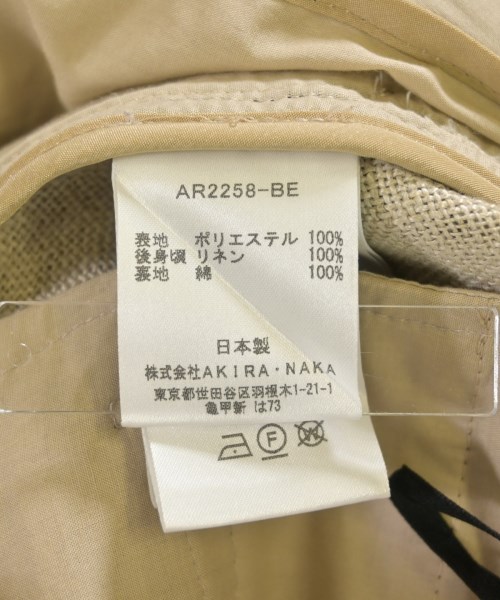 AR2258-BE
表地 ポリエステル 100%
後身頃 リネン 100%
裏地 綿 100%
日本製
株式会社AKIRA・NAKA
東京都世田谷区羽根木1-21-1
亀甲新 は73
F
W